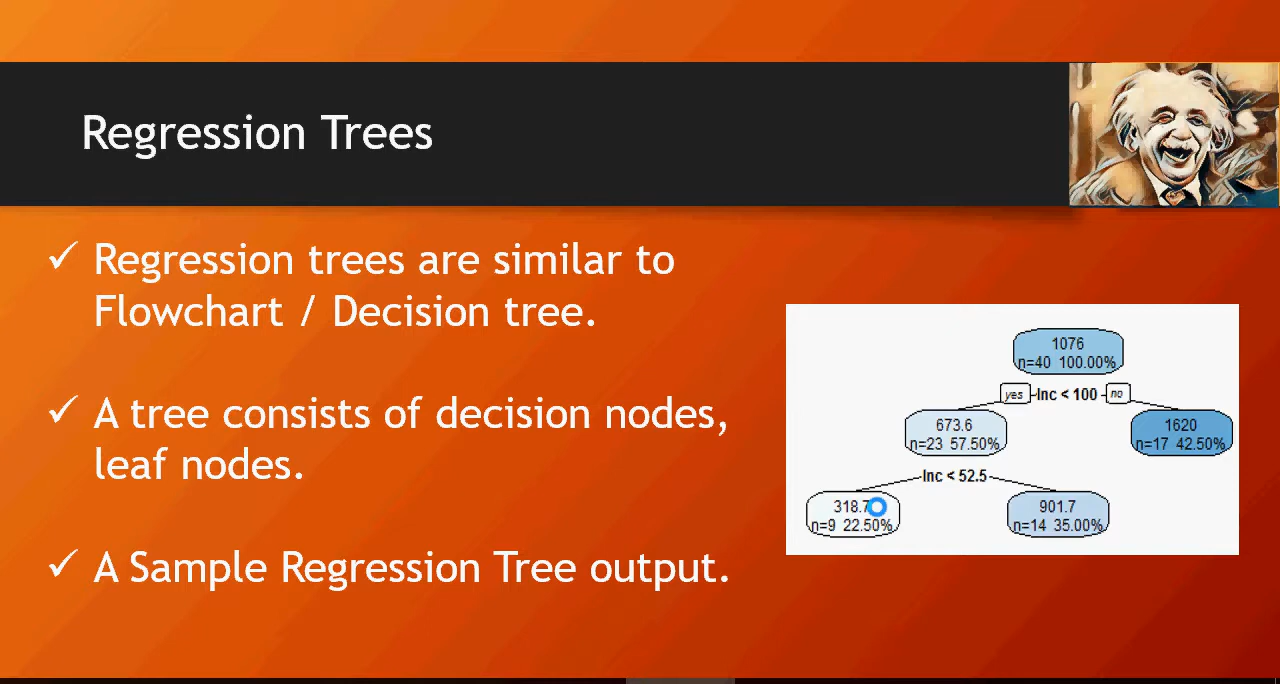 Regression Trees
✓ Regression trees are similar to
Flowchart / Decision tree.
✓ A tree consists of decision nodes,
leaf nodes.
✓ A Sample Regression Tree output.
1076
n=40 100.00%
yes Inc < 100 no
673.6
n=23 57.50%
1620
n=17 42.50%
Inc < 52.5
318.7
n=9 22.50%
901.7
n=14 35.00%